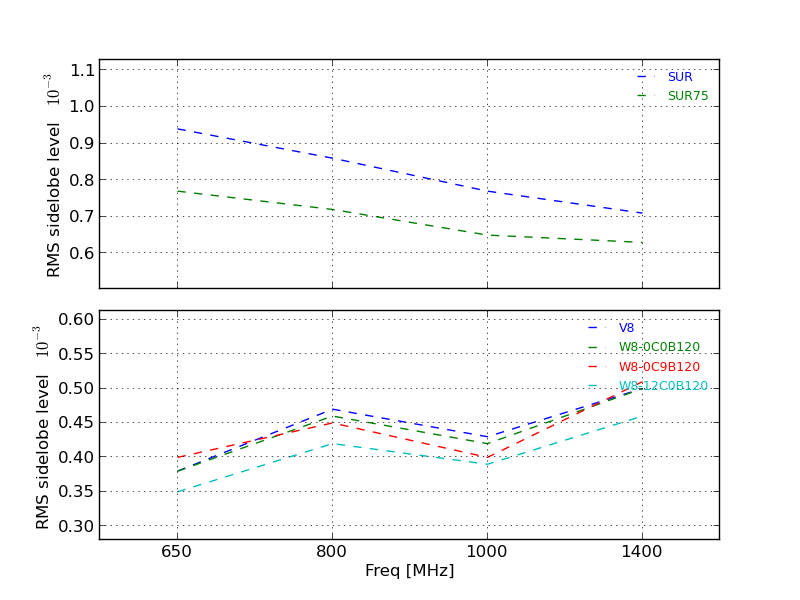 RMS sidelobe level 10⁻³
1.1
1.0
0.9
0.8
0.7
0.6
SUR
SUR75
RMS sidelobe level 10⁻³
0.60
0.55
0.50
0.45
0.40
0.35
0.30
V8
W8-0C0B120
W8-0C9B120
W8-12C0B120
650 800 1000 1400
Freq [MHz]